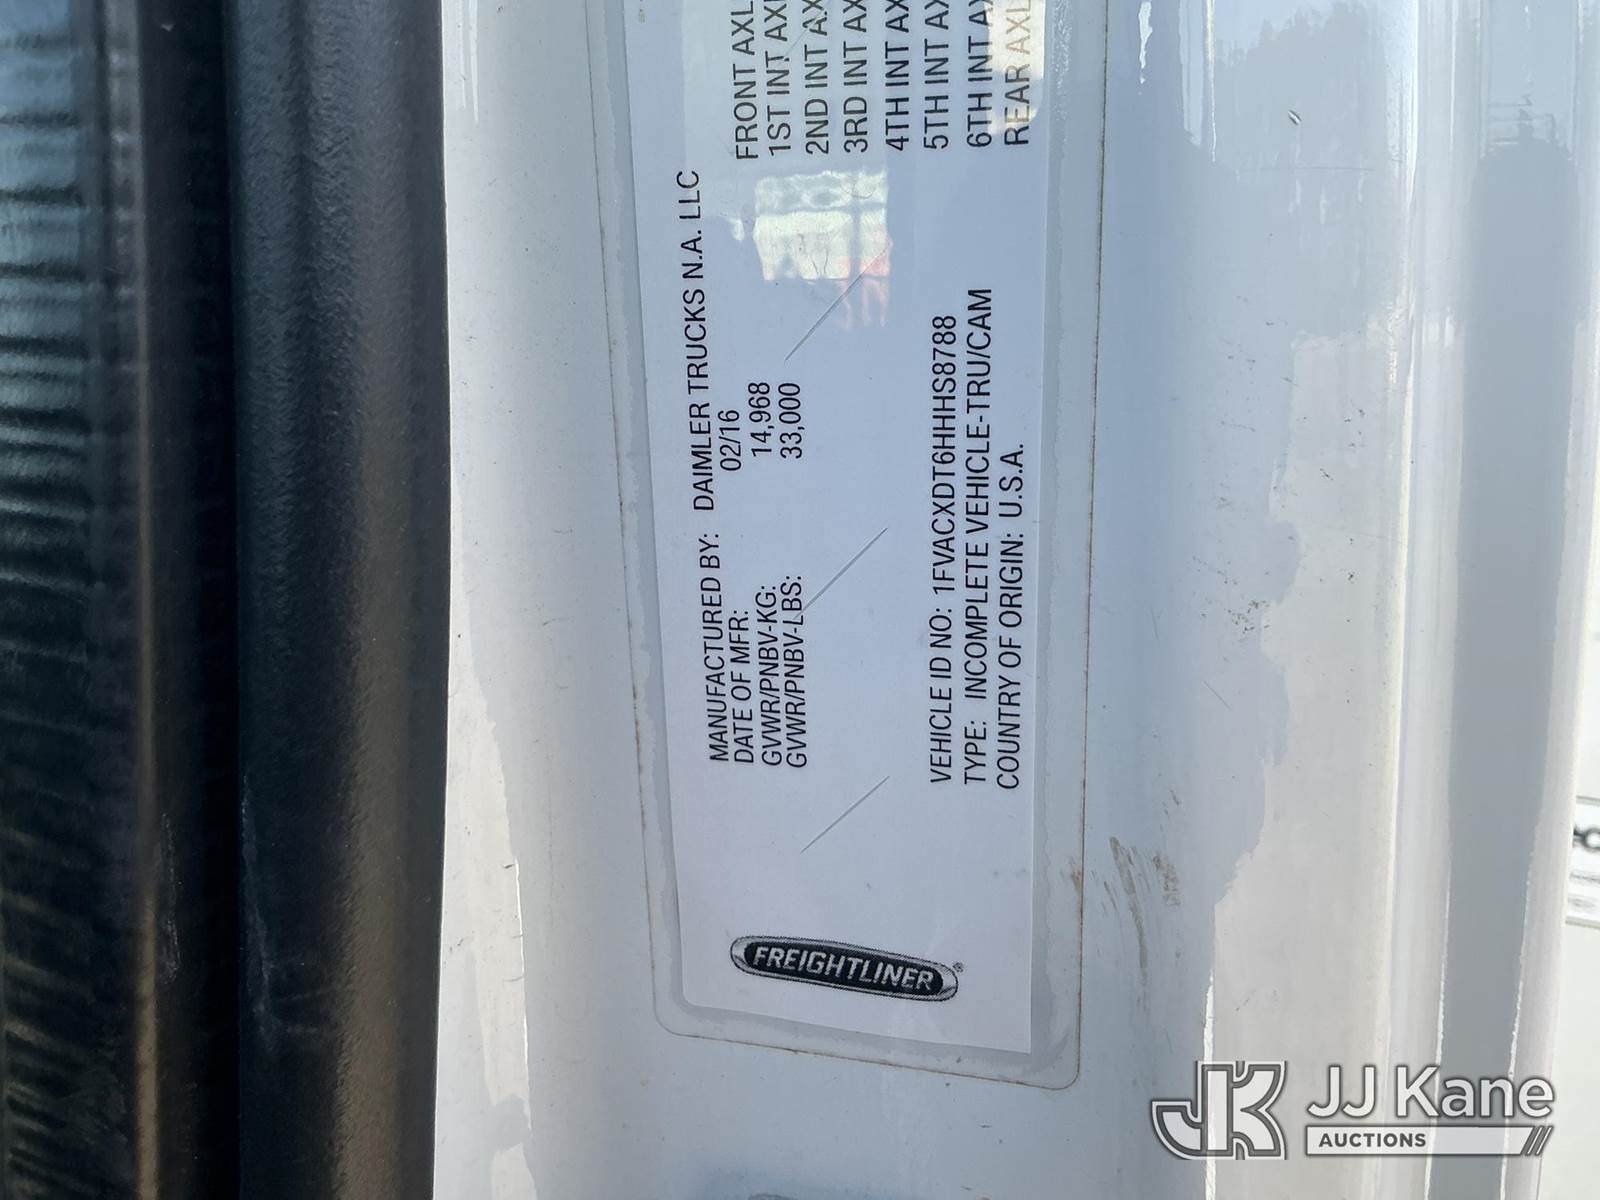 FREIGHTLINER®
MANUFACTURED BY: DAIMLER TRUCKS N.A. LLC
DATE OF MFR: 02/16
GVWR/PNBV-KG: 14,968
GVWR/PNBV-LBS: 33,000
VEHICLE ID NO: 1FVACXDT6HHHS8788
TYPE: INCOMPLETE VEHICLE-TRU/CAM
COUNTRY OF ORIGIN: U.S.A.
FRONT AXL
1ST INT AX
2ND INT AX
3RD INT AX
4TH INT AX
5TH INT AX
6TH INT AX
REAR AXL
JK JJ Kane
AUCTIONS